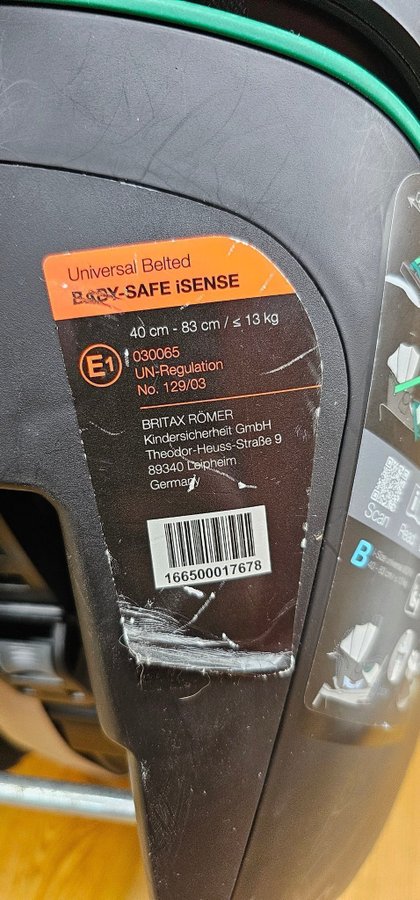 Universal Belted
BABY-SAFE iSENSE
40 cm - 83 cm / ≤ 13 kg
E1
030065
UN-Regulation
No. 129/03
BRITAX RÖMER
Kindersicherheit GmbH
Theodor-Heuss-Straße 9
89340 Leipheim
Germany
166500017678
Scan
Read
B